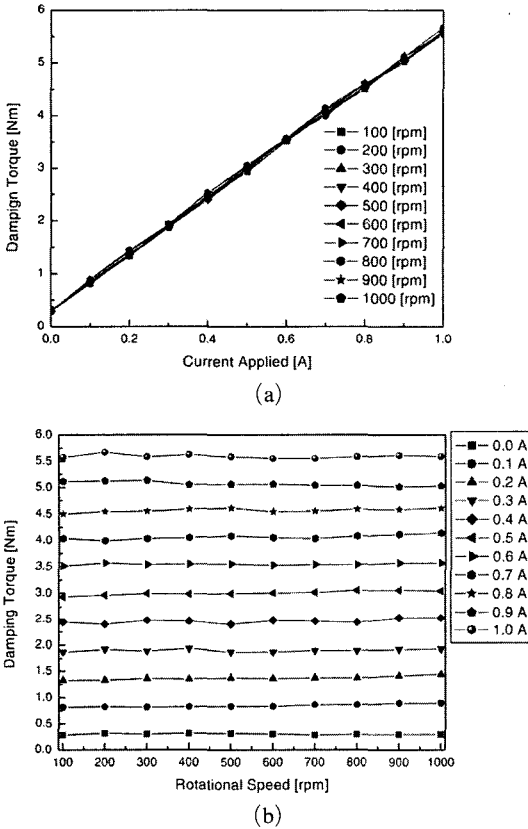 6
5
4
3
2
1
0
Dampign Torque [Nm]
100 [rpm]
200 [rpm]
300 [rpm]
400 [rpm]
500 [rpm]
600 [rpm]
700 [rpm]
800 [rpm]
900 [rpm]
1000 [rpm]
0.0 0.2 0.4 0.6 0.8 1.0
Current Applied [A]
(a)
6.0
5.5
5.0
4.5
4.0
3.5
3.0
2.5
2.0
1.5
1.0
0.5
0.0
Damping Torque [Nm]
0.0 A
0.1 A
0.2 A
0.3 A
0.4 A
0.5 A
0.6 A
0.7 A
0.8 A
0.9 A
1.0 A
100 200 300 400 500 600 700 800 900 1000
Rotational Speed [rpm]
(b)